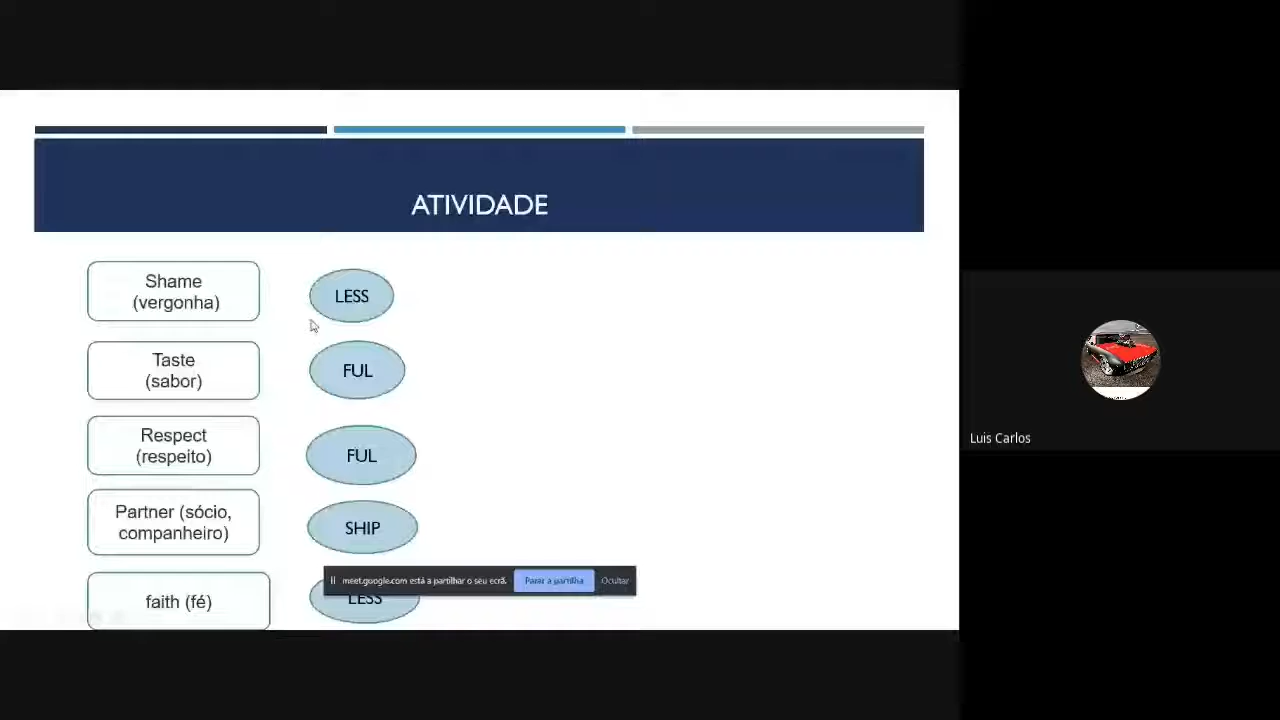 ATIVIDADE
Shame
(vergonha)
LESS
Taste
(sabor)
FUL
Respect
(respeito)
FUL
Partner (sócio,
companheiro)
SHIP
meet.google.com está a partilhar o seu ecrã.
Parar a partilha
Ocultar
faith (fé)
LESS
Luis Carlos